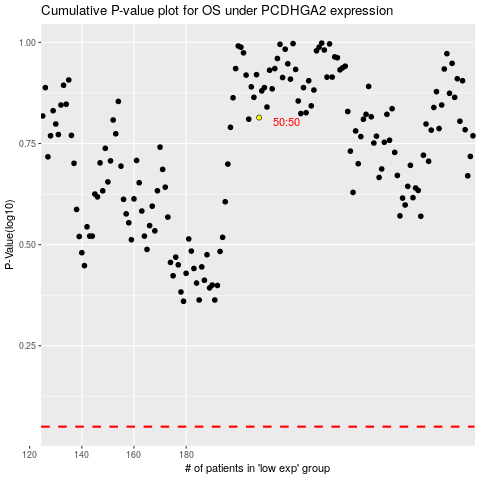 Cumulative P-value plot for OS under PCDHGA2 expression
P-Value(log10)
1.00
0.75
0.50
0.25
50:50
120 140 160 180
# of patients in 'low exp' group